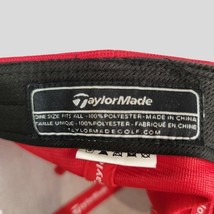 TaylorMade
ONE SIZE FITS ALL - 100% POLYESTER - MADE IN CHINA
TAILLE UNIQUE - 100% POLYESTER - FABRIQUÉ EN CHINE
TAYLORMADEGOLF.COM